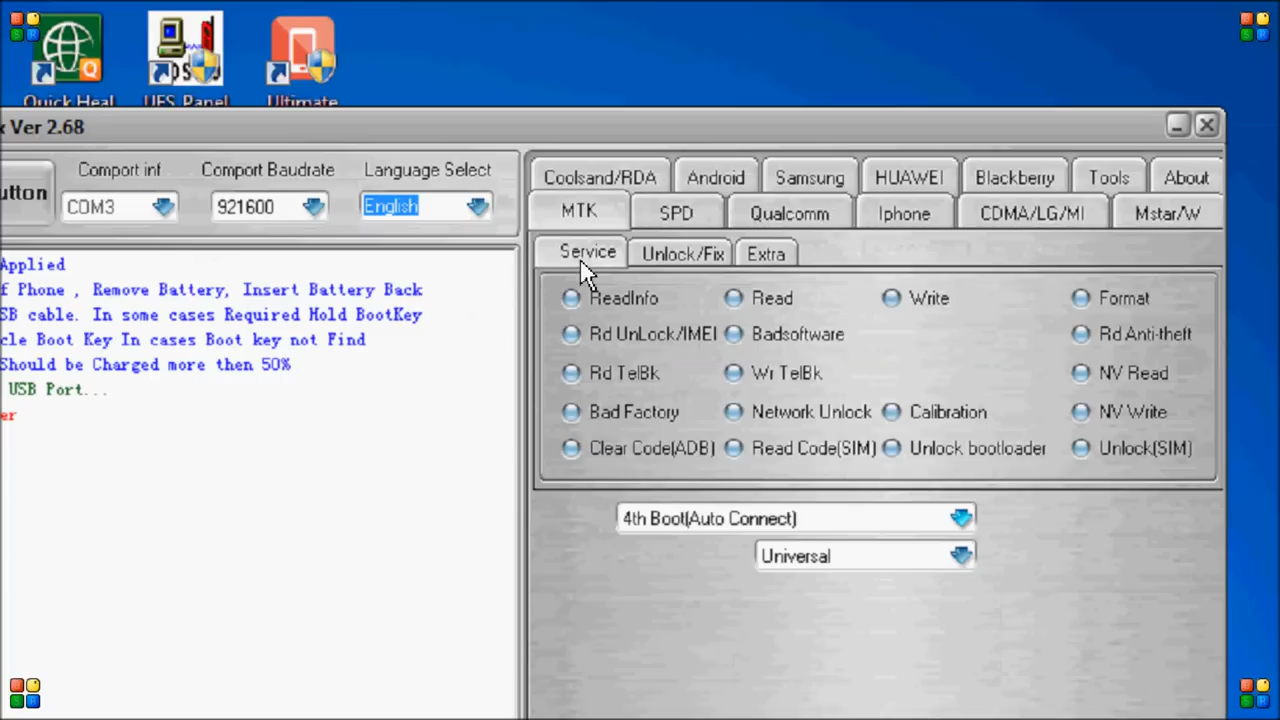 Quick Heal
UFS Panel
Ultimate
x Ver 2.68
utton
Comport inf
Comport Baudrate
Language Select
COM3
921600
English
Applied
f Phone , Remove Battery, Insert Battery Back
SB cable. In some cases Required Hold BootKey
cle Boot Key In cases Boot key not Find
Should be Charged more then 50%
USB Port...
er
Coolsand/RDA
Android
Samsung
HUAWEI
Blackberry
Tools
About
MTK
SPD
Qualcomm
Iphone
CDMA/LG/MI
Mstar/W
Service
Unlock/Fix
Extra
ReadInfo
Read
Write
Format
Rd UnLock/IMEI
Badsoftware
Rd Anti-theft
Rd TelBk
Wr TelBk
NV Read
Bad Factory
Network Unlock
Calibration
NV Write
Clear Code(ADB)
Read Code(SIM)
Unlock bootloader
Unlock(SIM)
4th Boot(Auto Connect)
Universal